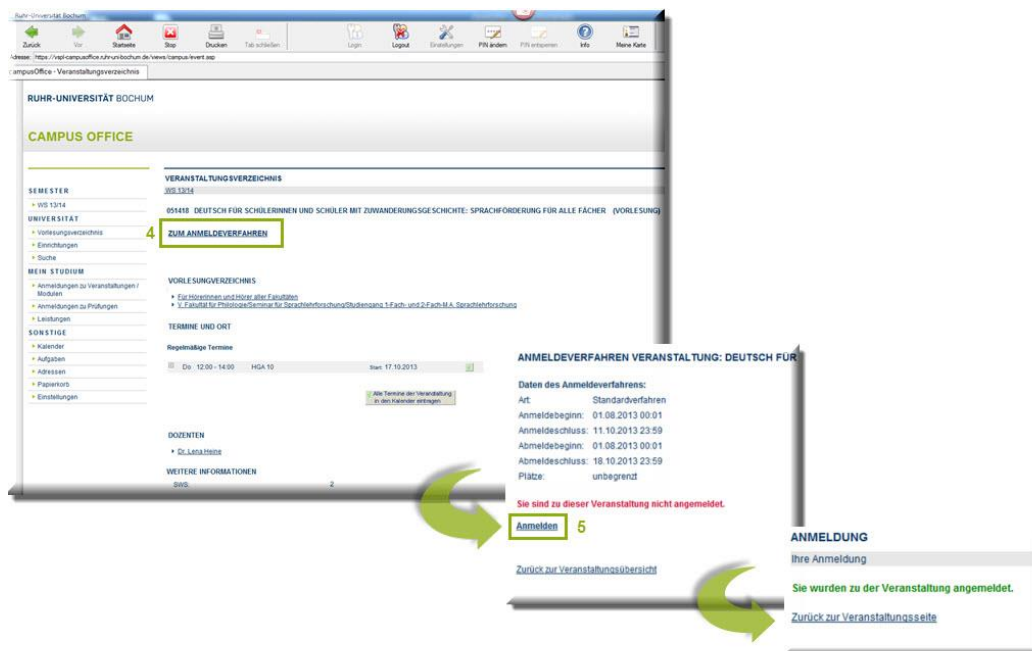 Ruhr-Universität Bochum
Zurück Vor Startseite Stop Drucken Tab schließen Login Logout Einstellungen PIN ändern PIN entsperren Info Meine Karte
Adresse: https://vspl-campusoffice.ruhr-uni-bochum.de/views/campus/event.asp
ampusOffice - Veranstaltungsverzeichnis
RUHR-UNIVERSITÄT BOCHUM
CAMPUS OFFICE
SEMESTER
WS 13/14
UNIVERSITÄT
Vorlesungsverzeichnis
Einrichtungen
Suche
MEIN STUDIUM
Anmeldungen zu Veranstaltungen /
Modulen
Anmeldungen zu Prüfungen
Leistungen
SONSTIGE
Kalender
Aufgaben
Adressen
Papierkorb
Einstellungen
VERANSTALTUNGSVERZEICHNIS
WS 13/14
051418 DEUTSCH FÜR SCHÜLERINNEN UND SCHÜLER MIT ZUWANDERUNGSGESCHICHTE: SPRACHFÖRDERUNG FÜR ALLE FÄCHER (VORLESUNG)
4 ZUM ANMELDEVERFAHREN
VORLESUNGVERZEICHNIS
Für Hörerinnen und Hörer aller Fakultäten
V. Fakultät für Philologie/Seminar für Sprachlehrforschung/Studiengang 1-Fach- und 2-Fach-M.A. Sprachlehrforschung
TERMINE UND ORT
Regelmäßige Termine
Do 12:00 - 14:00 HGA 10 Start 17.10.2013
Alle Termine der Veranstaltung
in den Kalender eintragen
DOZENTEN
Dr. Lena Heine
WEITERE INFORMATIONEN
SWS: 2
ANMELDEVERFAHREN VERANSTALTUNG: DEUTSCH FÜR
Daten des Anmeldeverfahrens:
Art: Standardverfahren
Anmeldebeginn: 01.08.2013 00:01
Anmeldeschluss: 11.10.2013 23:59
Abmeldebeginn: 01.08.2013 00:01
Abmeldeschluss: 18.10.2013 23:59
Plätze: unbegrenzt
Sie sind zu dieser Veranstaltung nicht angemeldet.
Anmelden 5
Zurück zur Veranstaltungsübersicht
ANMELDUNG
Ihre Anmeldung
Sie wurden zu der Veranstaltung angemeldet.
Zurück zur Veranstaltungsseite